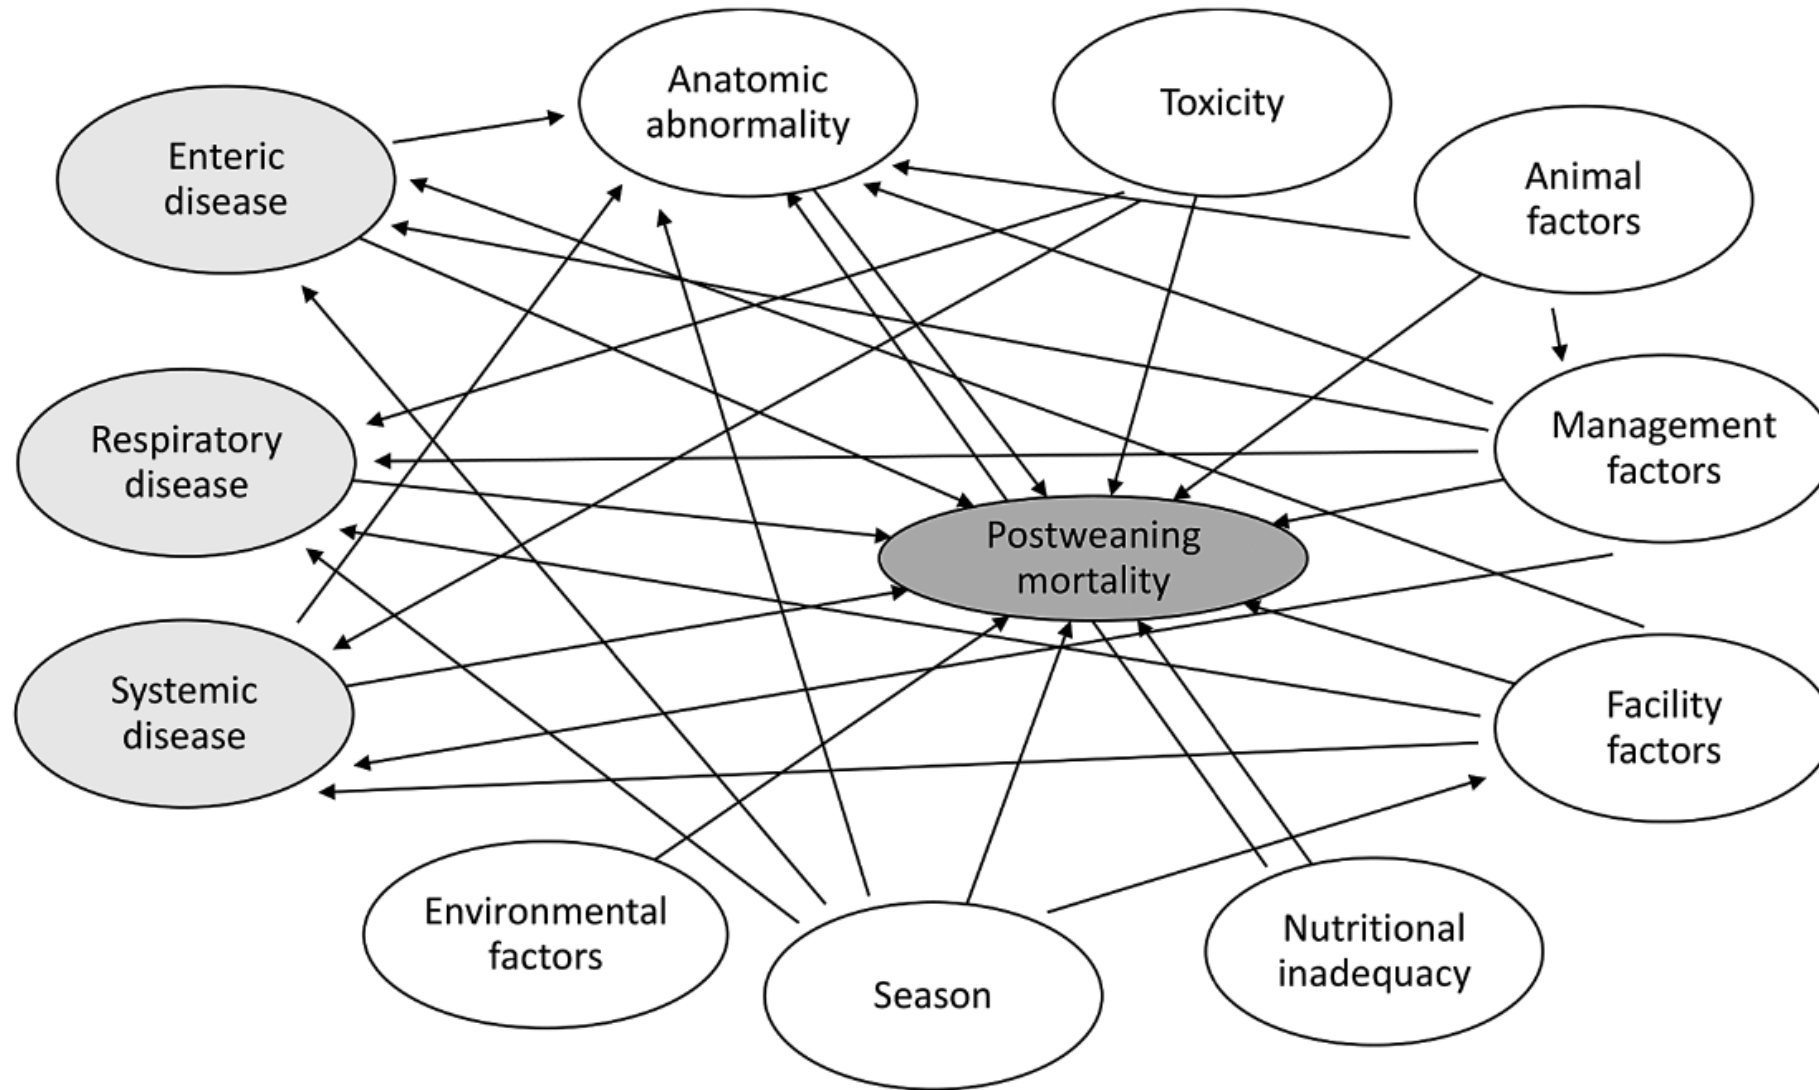 Anatomic
abnormality
Toxicity
Enteric
disease
Animal
factors
Respiratory
disease
Management
factors
Postweaning
mortality
Systemic
disease
Facility
factors
Environmental
factors
Season
Nutritional
inadequacy